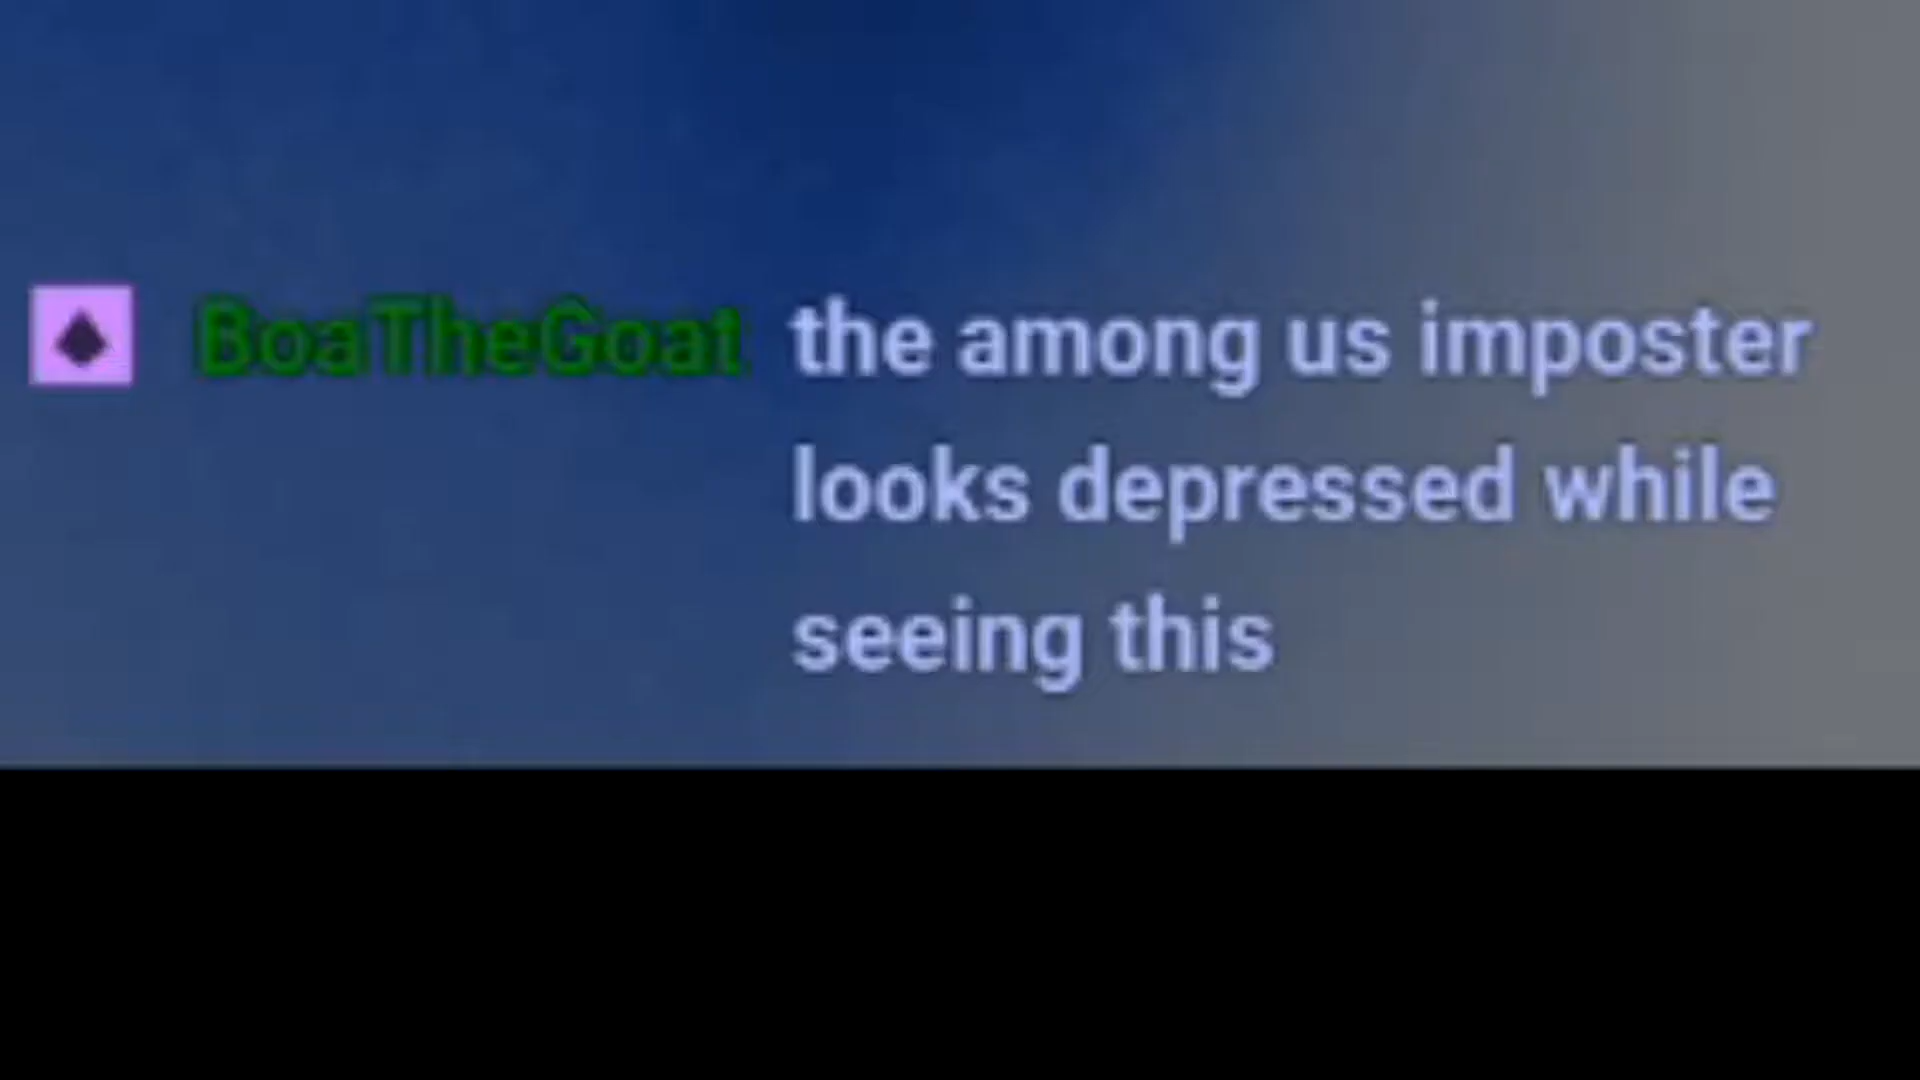 BoaTheGoat the among us imposter
looks depressed while
seeing this